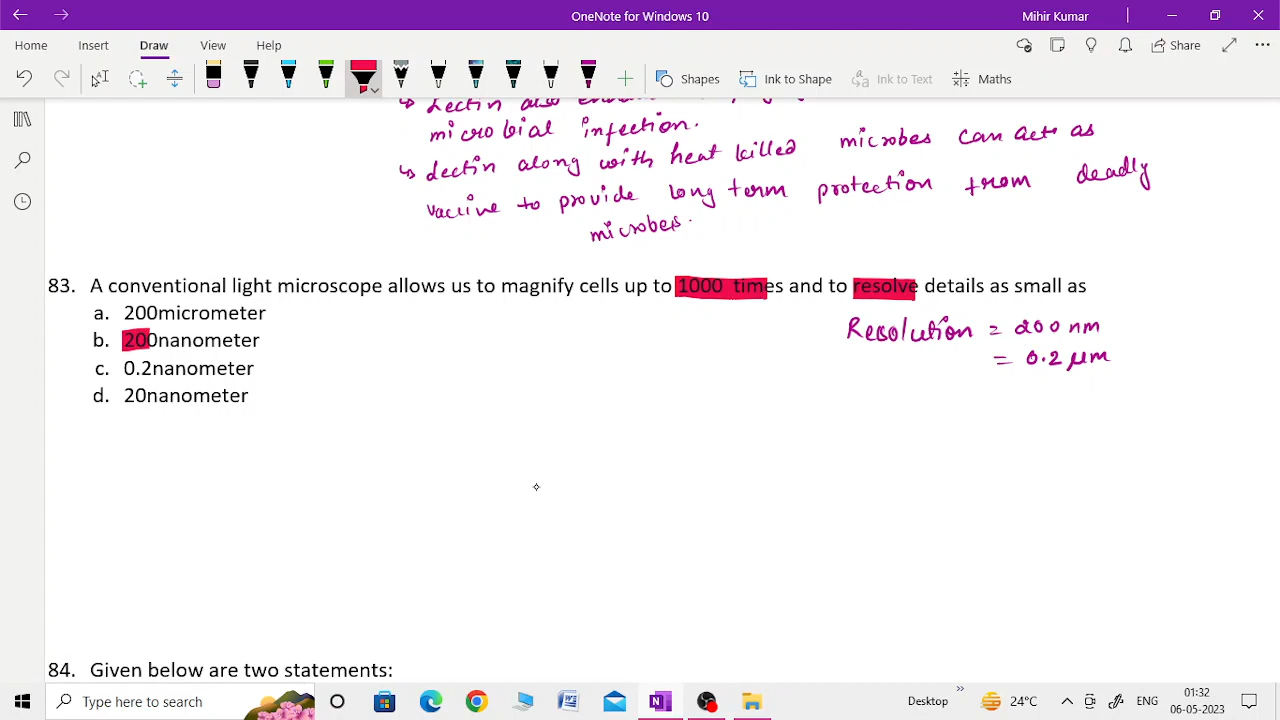 OneNote for Windows 10
Mihir Kumar
Home Insert Draw View Help
Share
Shapes Ink to Shape Ink to Text Maths
↳ Lectin also
microbial infection.
↳ Lectin along with heat killed microbes can act as
vaccine to provide long term protection from deadly
microbes.
83. A conventional light microscope allows us to magnify cells up to 1000 times and to resolve details as small as
a. 200micrometer
b. 200nanometer
c. 0.2nanometer
d. 20nanometer
Resolution = 200 nm
= 0.2 μm
84. Given below are two statements:
Type here to search
Desktop
24°C
ENG
01:32
06-05-2023